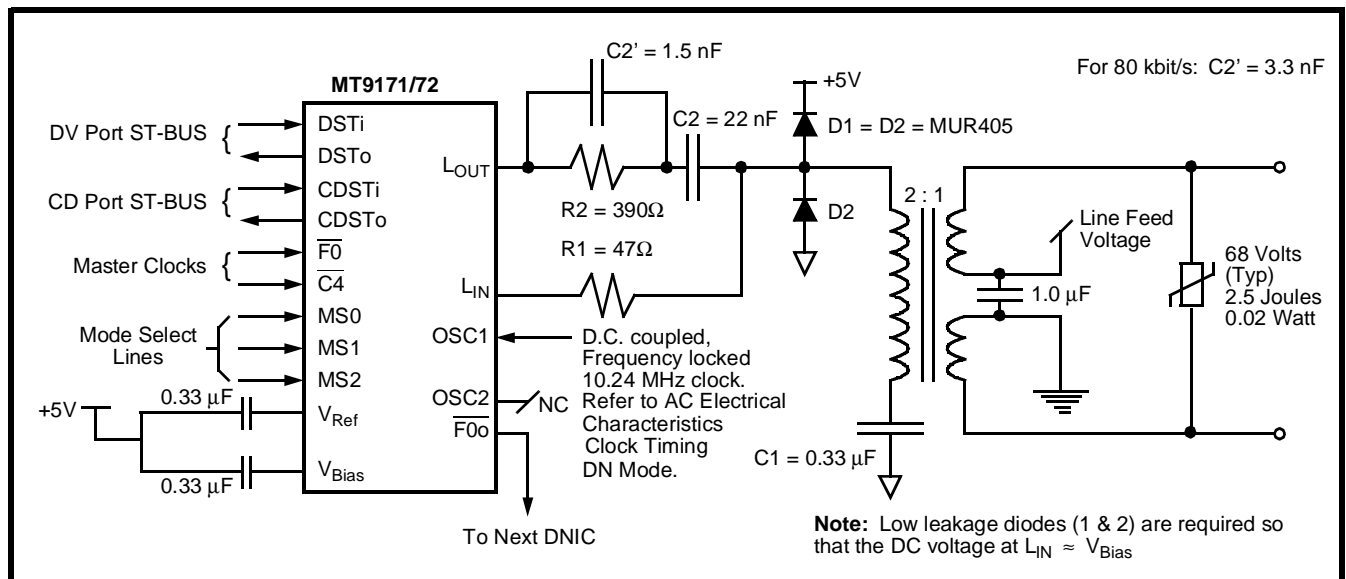 C2' = 1.5 nF
For 80 kbit/s: C2' = 3.3 nF
MT9171/72
+5V
DV Port ST-BUS {
DSTi
DSTo
C2 = 22 nF
D1 = D2 = MUR405
LOUT
CD Port ST-BUS {
CDSTi
CDSTo
R2 = 390Ω
D2
2 : 1
Line Feed
Voltage
Master Clocks {
F0
C4
R1 = 47Ω
LIN
68 Volts
(Typ)
2.5 Joules
0.02 Watt
1.0 µF
Mode Select
Lines
MS0
MS1
MS2
OSC1
D.C. coupled,
Frequency locked
10.24 MHz clock.
Refer to AC Electrical
Characteristics
Clock Timing
DN Mode.
OSC2
NC
F0o
+5V
0.33 µF
VRef
0.33 µF
VBias
C1 = 0.33 µF
To Next DNIC
Note: Low leakage diodes (1 & 2) are required so
that the DC voltage at LIN ≈ VBias